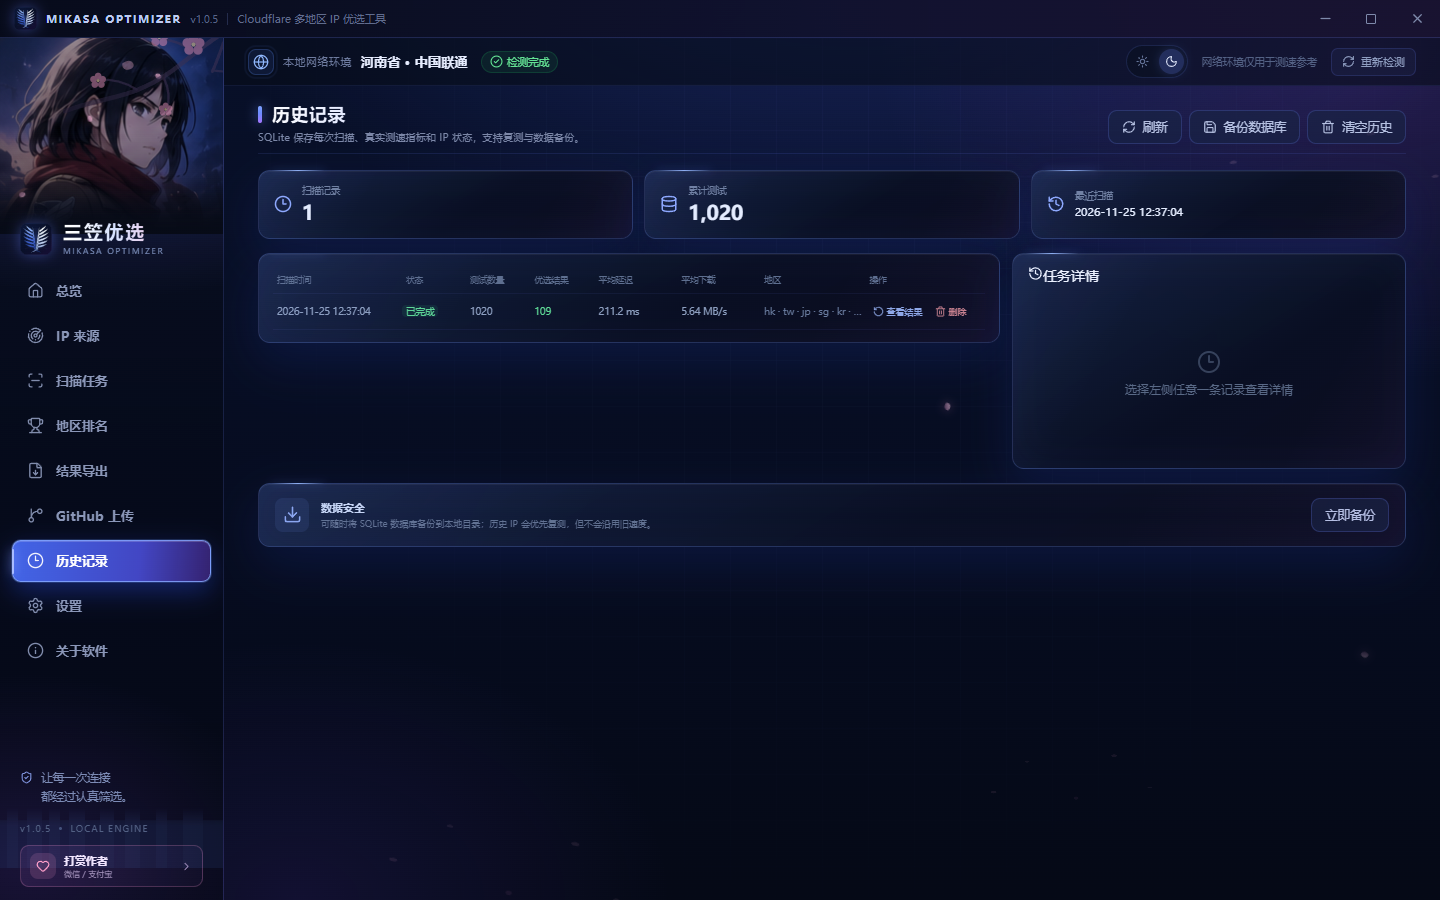 MIKASA OPTIMIZER v1.0.5 Cloudflare 多地区 IP 优选工具
本地网络环境 河南省 • 中国联通 检测完成 网络环境仅用于测速参考 重新检测
三笠优选
MIKASA OPTIMIZER
总览
IP 来源
扫描任务
地区排名
结果导出
GitHub 上传
历史记录
设置
关于软件
让每一次连接
都经过认真筛选。
v1.0.5 • LOCAL ENGINE
打赏作者
微信 / 支付宝
历史记录
SQLite 保存每次扫描、真实测速指标和 IP 状态，支持复测与数据备份。
刷新 备份数据库 清空历史
扫描记录
1
累计测试
1,020
最近扫描
2026-11-25 12:37:04
扫描时间 状态 测试数量 优选结果 平均延迟 平均下载 地区 操作
2026-11-25 12:37:04 已完成 1020 109 211.2 ms 5.64 MB/s hk · tw · jp · sg · kr · ... 查看结果 删除
任务详情
选择左侧任意一条记录查看详情
数据安全
可随时将 SQLite 数据库备份到本地目录；历史 IP 会优先复测，但不会沿用旧速度。
立即备份